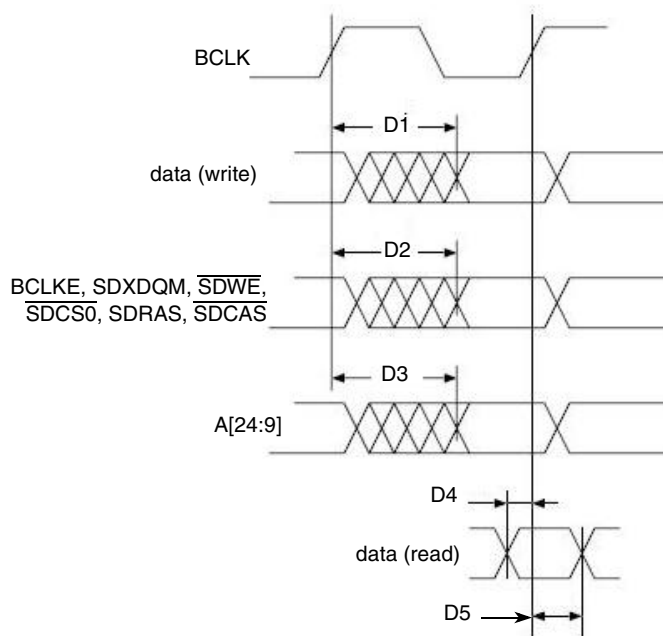 BCLK
D1
data (write)
D2
BCLKE, SDXDQM, SDWE,
SDCS0, SDRAS, SDCAS
D3
A[24:9]
D4
data (read)
D5